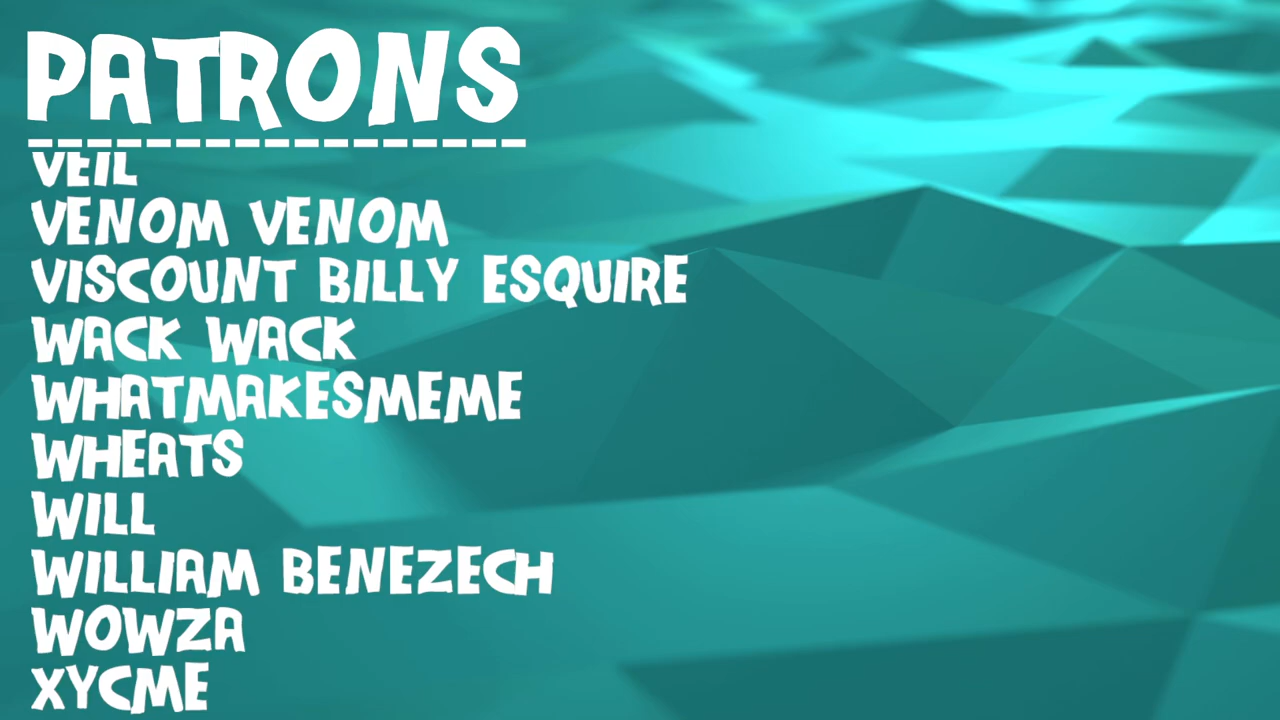 PATRONS
VEIL
VENOM VENOM
VISCOUNT BILLY ESQUIRE
WACK WACK
WHATMAKESMEME
WHEATS
WILL
WILLIAM BENEZECH
WOWZA
XYCME